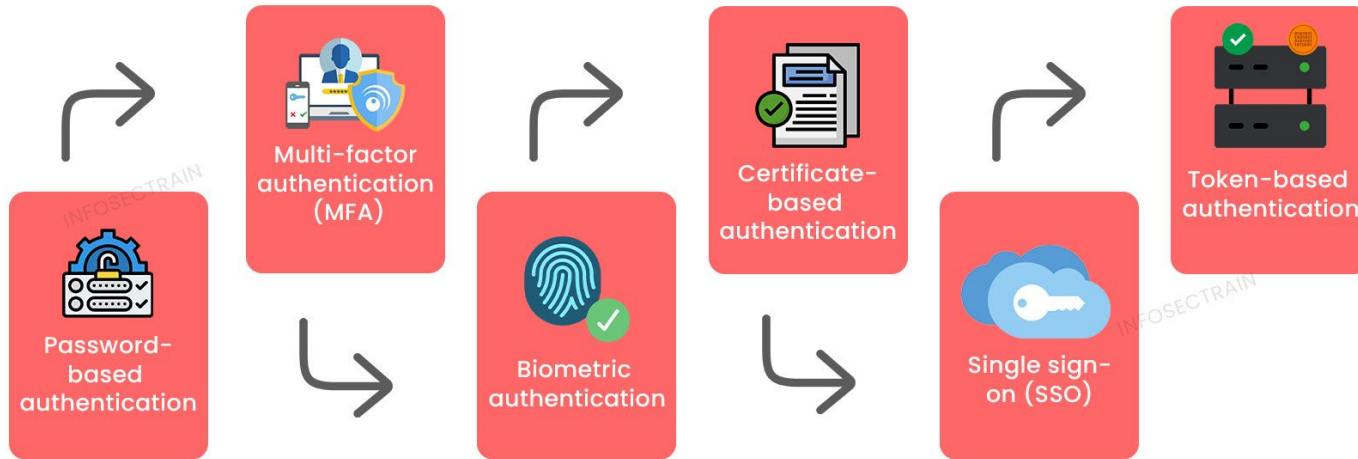 Password-
based
authentication
Multi-factor
authentication
(MFA)
Biometric
authentication
Certificate-
based
authentication
Single sign-
on (SSO)
Token-based
authentication
INFOSECTRAIN
INFOSECTRAIN